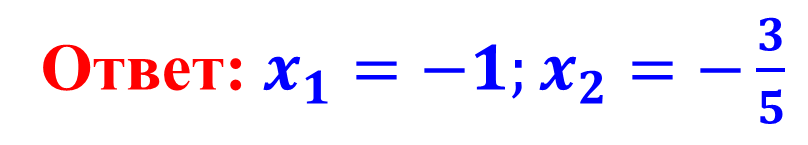 Ответ: x₁ = −1; x₂ = −3/5